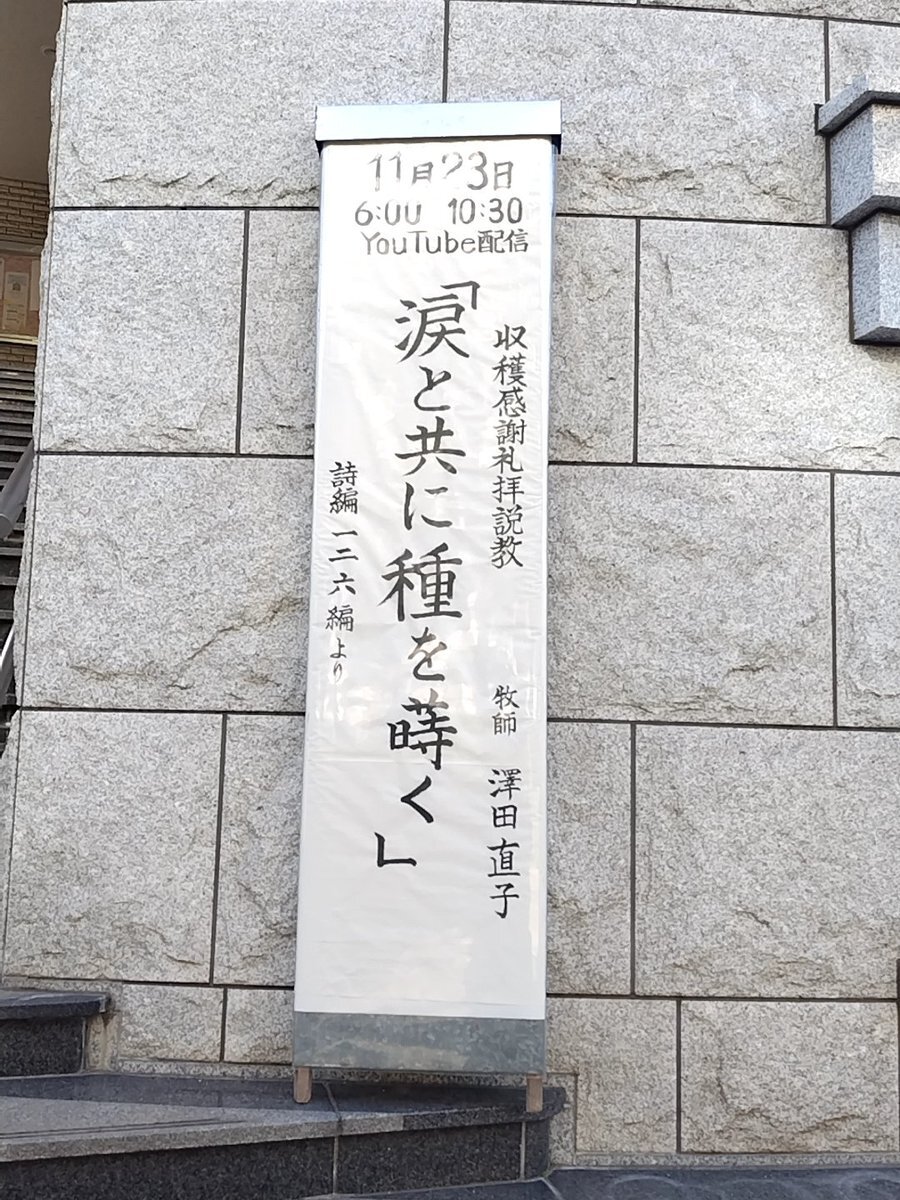 11月23日
6:00 10:30
YouTube配信
収穫感謝礼拝説教 牧師 澤田直子
「涙と共に種を蒔く」
詩編一二六編より